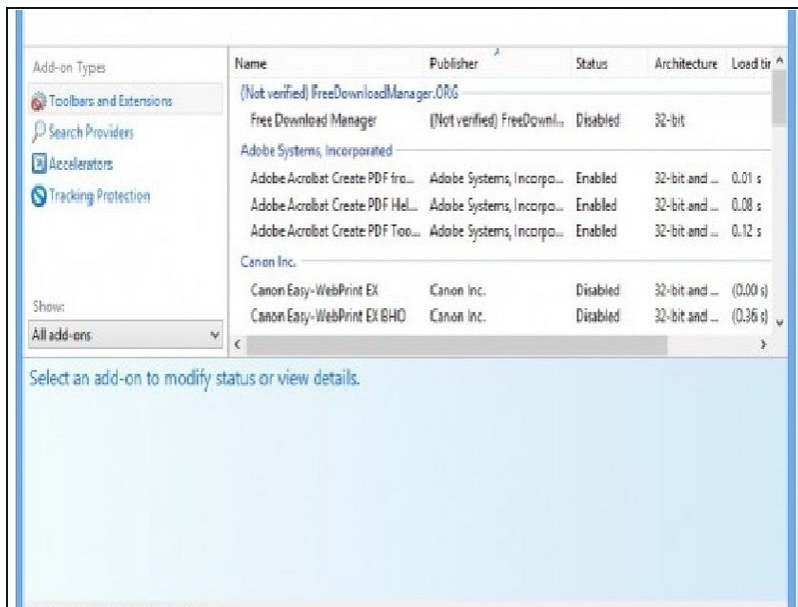 Add-on Types
Toolbars and Extensions
Search Providers
Accelerators
Tracking Protection
Show:
All add-ons
Name Publisher Status Architecture Load tir
(Not verified) FreeDownloadManager.ORG
Free Download Manager (Not verified) FreeDownl... Disabled 32-bit
Adobe Systems, Incorporated
Adobe Acrobat Create PDF fro... Adobe Systems, Incorpo... Enabled 32-bit and ... 0.01 s
Adobe Acrobat Create PDF Hel... Adobe Systems, Incorpo... Enabled 32-bit and ... 0.08 s
Adobe Acrobat Create PDF Too... Adobe Systems, Incorpo... Enabled 32-bit and ... 0.12 s
Canon Inc.
Canon Easy-WebPrint EX Canon Inc. Disabled 32-bit and ... (0.00 s)
Canon Easy-WebPrint EX BHO Canon Inc. Disabled 32-bit and ... (0.36 s)
Select an add-on to modify status or view details.